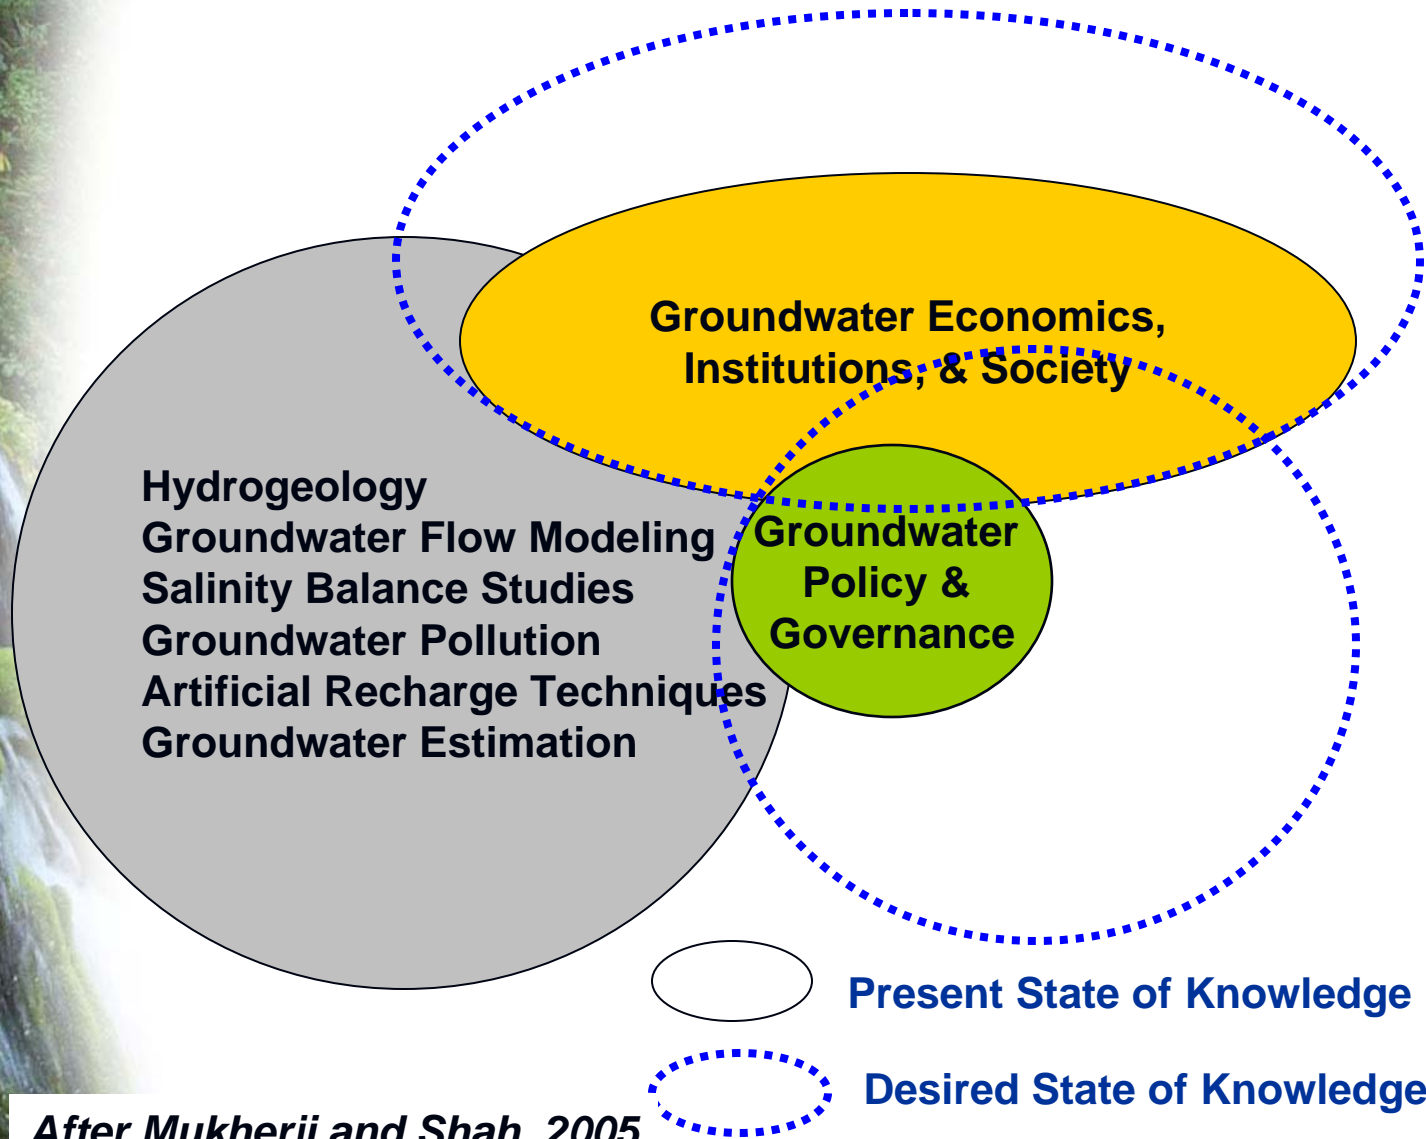 Groundwater Economics,
Institutions, & Society
Hydrogeology
Groundwater Flow Modeling
Salinity Balance Studies
Groundwater Pollution
Artificial Recharge Techniques
Groundwater Estimation
Groundwater
Policy &
Governance
Present State of Knowledge
Desired State of Knowledge
After Mukherji and Shah, 2005